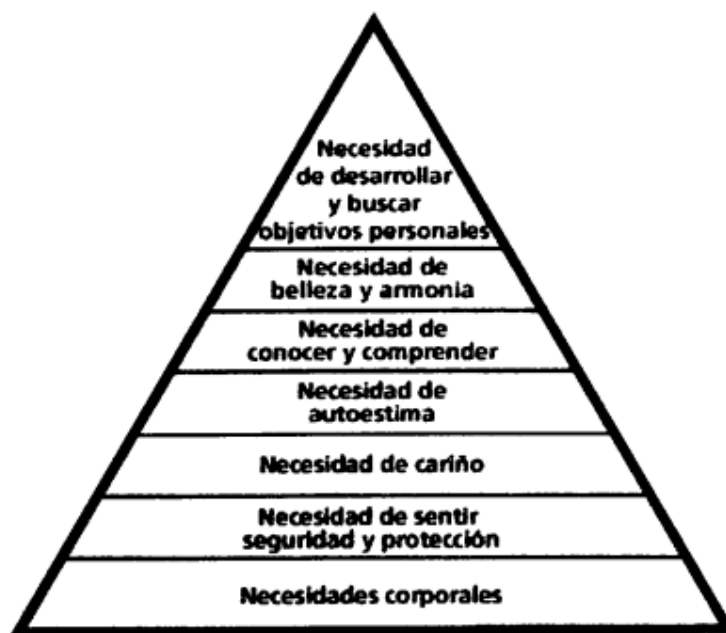 Necesidad
de desarrollar
y buscar
objetivos personales
Necesidad de
belleza y armonia
Necesidad de
conocer y comprender
Necesidad de
autoestima
Necesidad de cariño
Necesidad de sentir
seguridad y protección
Necesidades corporales